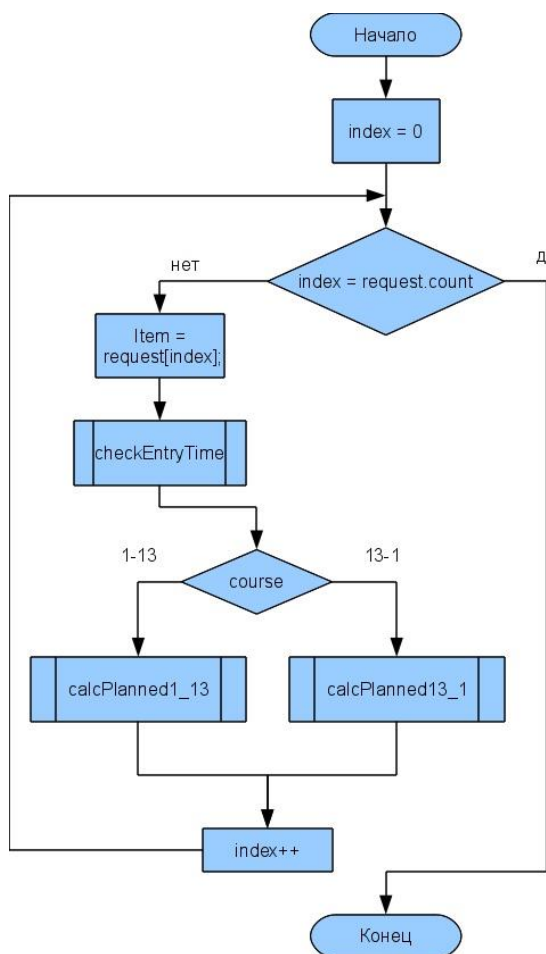 Начало
index = 0
index = request.count
нет
д
Item =
request[index];
checkEntryTime
1-13
13-1
course
calcPlanned1_13
calcPlanned13_1
index++
Конец